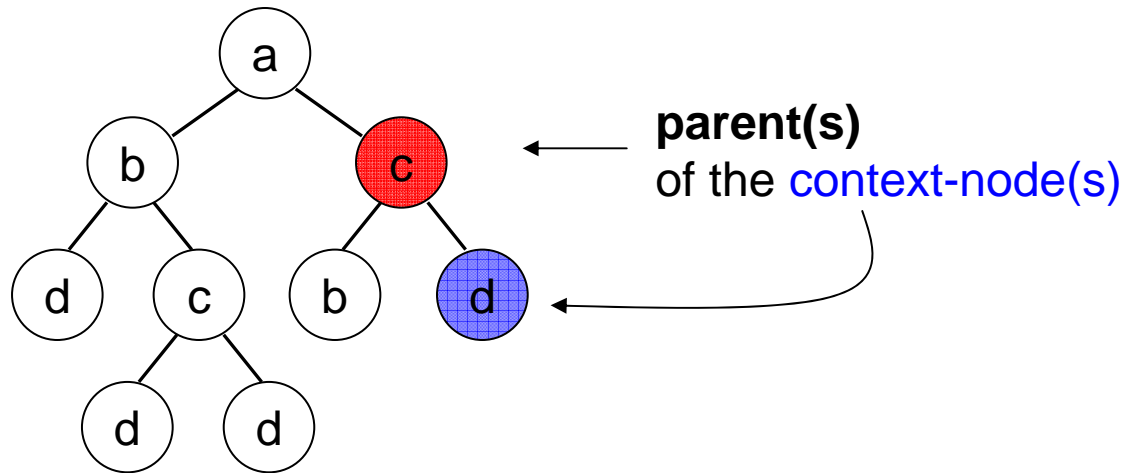 a
b c
parent(s)
of the context-node(s)
d c b d
d d